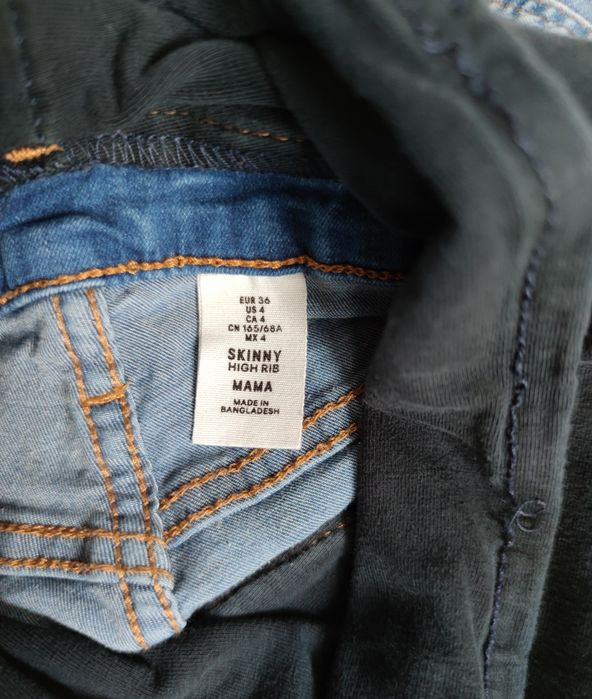 EUR 36
US 4
CA 4
CN 165/68A
MX 4
SKINNY
HIGH RIB
MAMA
MADE IN
BANGLADESH